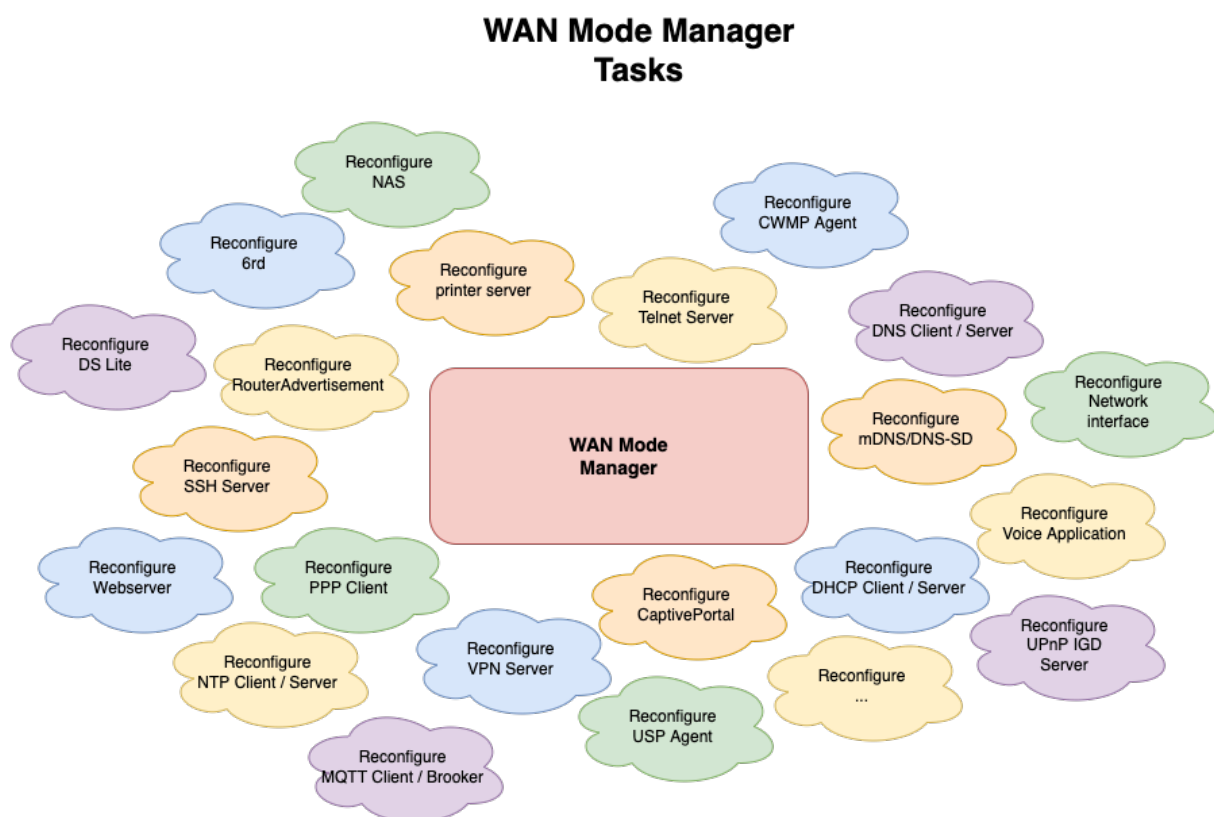 WAN Mode Manager
Tasks
Reconfigure
NAS
Reconfigure
CWMP Agent
Reconfigure
6rd
Reconfigure
printer server
Reconfigure
Telnet Server
Reconfigure
DNS Client / Server
Reconfigure
DS Lite
Reconfigure
RouterAdvertisement
Reconfigure
Network
interface
Reconfigure
mDNS/DNS-SD
WAN Mode
Manager
Reconfigure
SSH Server
Reconfigure
Voice Application
Reconfigure
Webserver
Reconfigure
PPP Client
Reconfigure
CaptivePortal
Reconfigure
DHCP Client / Server
Reconfigure
UPnP IGD
Server
Reconfigure
NTP Client / Server
Reconfigure
VPN Server
Reconfigure
...
Reconfigure
USP Agent
Reconfigure
MQTT Client / Brooker